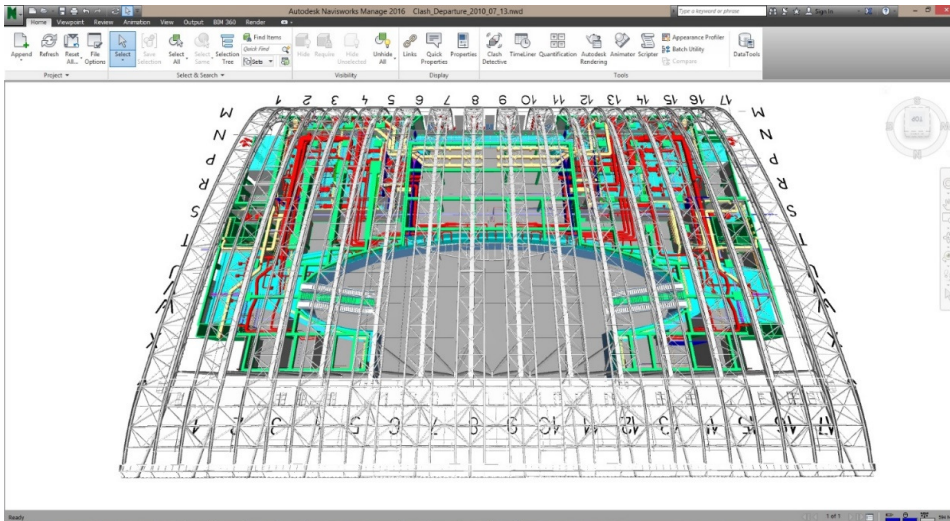 Autodesk Navisworks Manage 2016 Clash_Departure_2010_07_13.nwd
Type a keyword or phrase
Sign In
Home Viewpoint Review Animation View Output BIM 360 Render
Append Refresh Reset All... File Options
Project
Select Save Selection Select All Select Same Selection Tree
Find Items
Quick Find
Sets
Select & Search
Hide Require Hide Unselected Unhide All
Visibility
Links Quick Properties Properties
Display
Clash Detective TimeLiner Quantification Autodesk Rendering Animator Scripter
Appearance Profiler
Batch Utility
Compare
Tools
DataTools
1 2 3 4 5 6 7 8 9 10 11 12 13 14 15 16 17
M M
N N
P P
R R
S S
T T
TOP
Ready
1 of 1